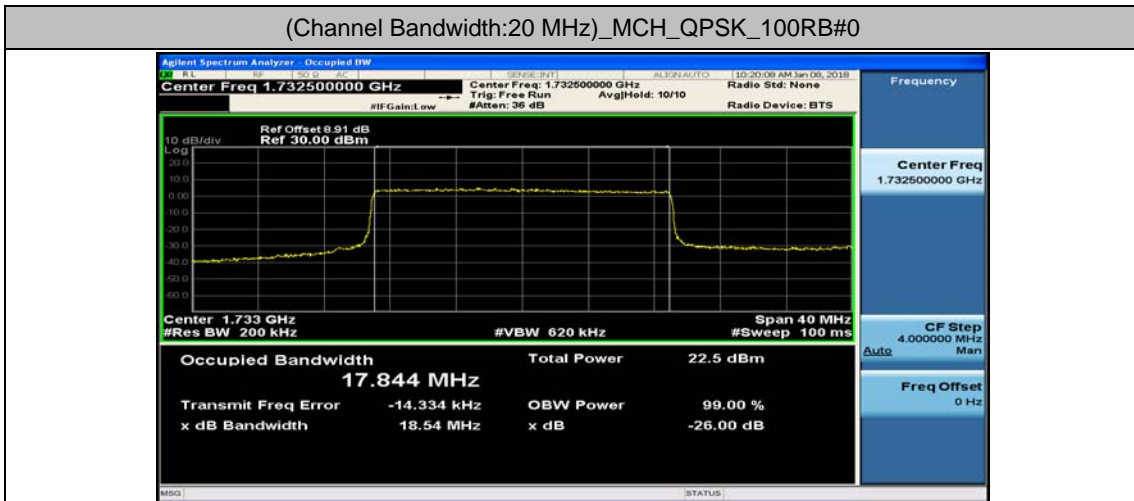 (Channel Bandwidth:20 MHz)_MCH_QPSK_100RB#0
Agilent Spectrum Analyzer - Occupied BW
RL RF 50 Ω AC SENSE:INT ALIGN AUTO 10:20:08 AM Jan 08, 2018
Center Freq 1.732500000 GHz
Center Freq: 1.732500000 GHz
Radio Std: None
Trig: Free Run Avg|Hold: 10/10
#IFGain:Low #Atten: 36 dB Radio Device: BTS
Frequency
Ref Offset 8.91 dB
10 dB/div Ref 30.00 dBm
Log
20.0
10.0
0.00
-10.0
-20.0
-30.0
-40.0
-50.0
-60.0
Center Freq
1.732500000 GHz
Center 1.733 GHz Span 40 MHz
#Res BW 200 kHz #VBW 620 kHz #Sweep 100 ms
CF Step
4.000000 MHz
Auto Man
Occupied Bandwidth Total Power 22.5 dBm
17.844 MHz
Transmit Freq Error -14.334 kHz OBW Power 99.00 %
x dB Bandwidth 18.54 MHz x dB -26.00 dB
Freq Offset
0 Hz
MSG STATUS